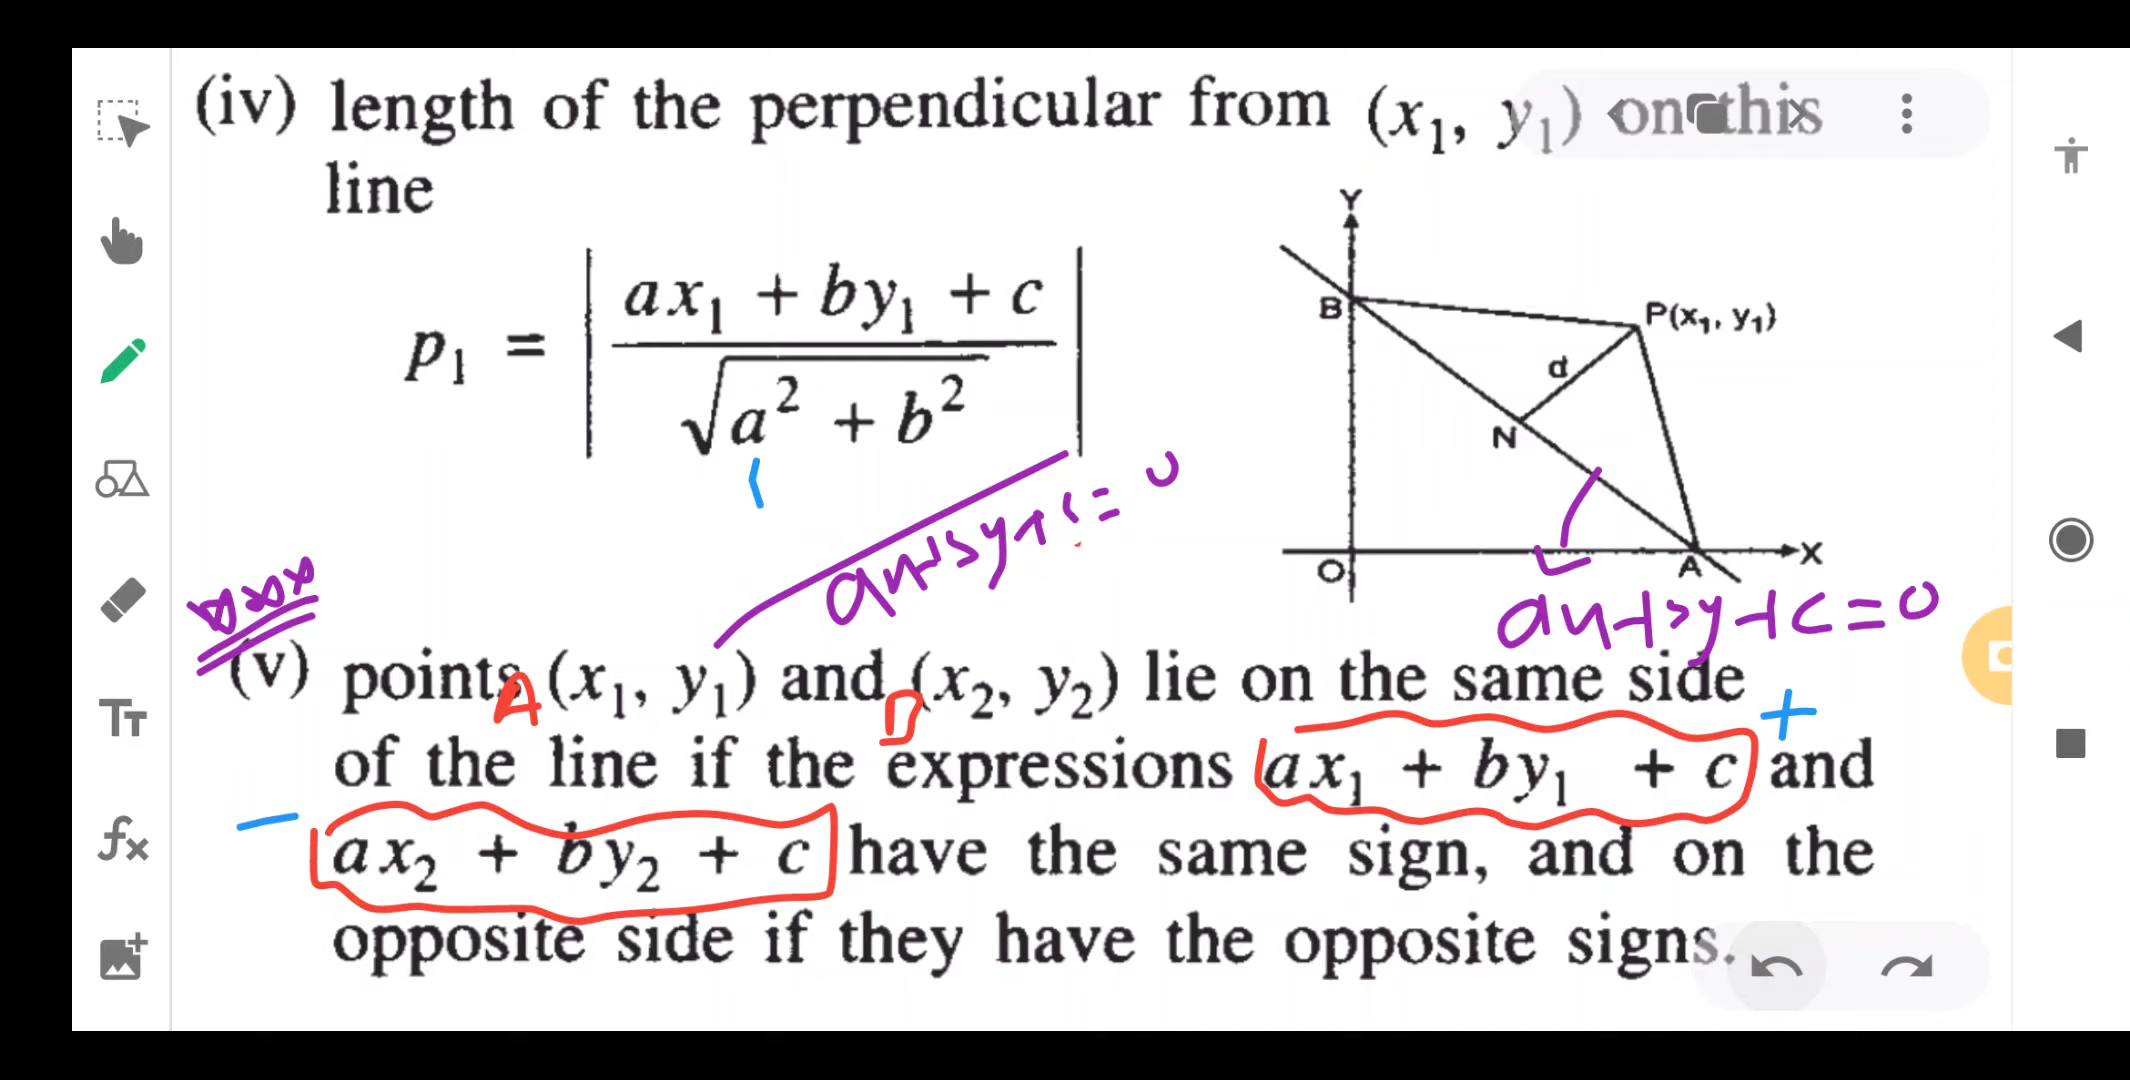 (iv) length of the perpendicular from (x₁, y₁) on this
line
p₁ = | ax₁ + by₁ + c / √a² + b² |
Y
B
P(x₁, y₁)
d
N
O
A
X
ax+by+c=0
ax+by+c=0
(v) points (x₁, y₁) and (x₂, y₂) lie on the same side
A
B
of the line if the expressions ax₁ + by₁ + c and
+
−
ax₂ + by₂ + c have the same sign, and on the
opposite side if they have the opposite signs.
Tт
fx